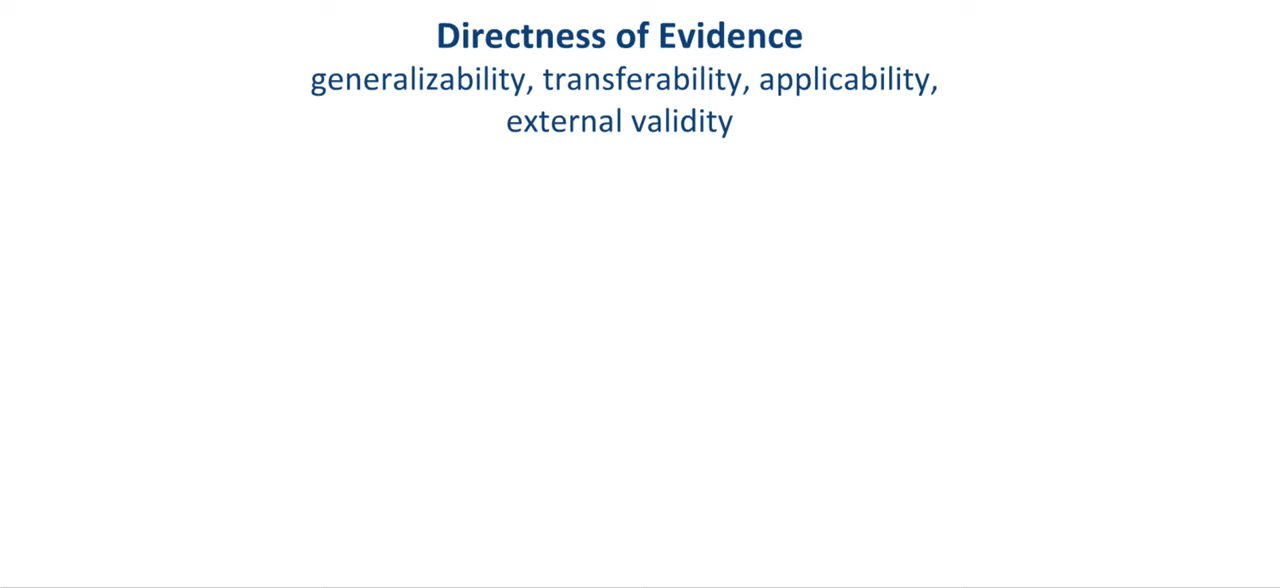 Directness of Evidence
generalizability, transferability, applicability,
external validity